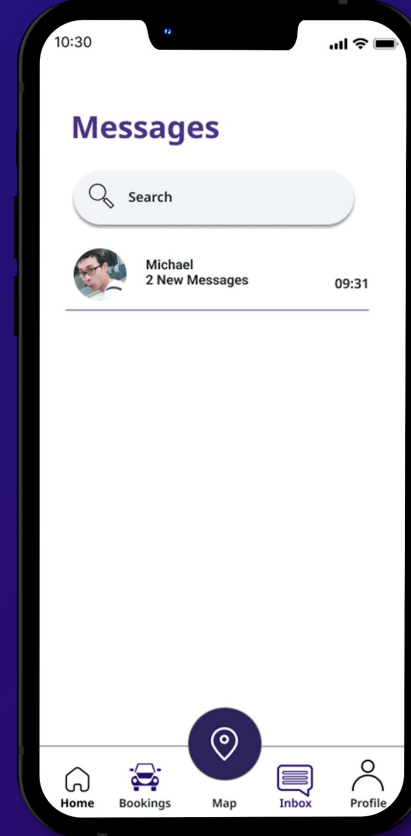 10:30
Messages
Search
Michael
2 New Messages
09:31
Home
Bookings
Map
Inbox
Profile